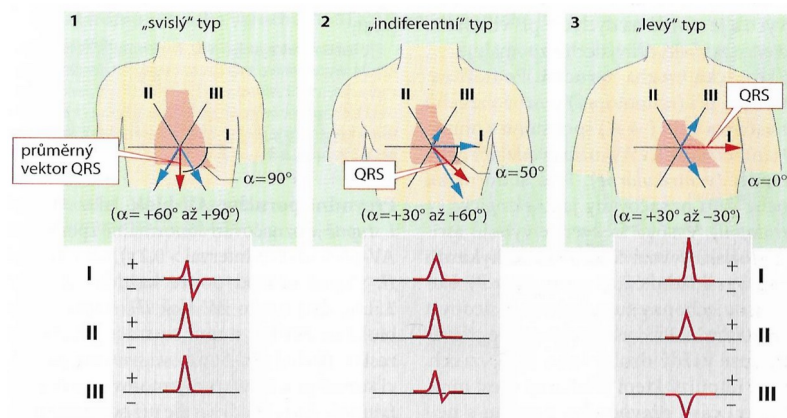 1 „svislý“ typ
II III
I
průměrný
vektor QRS
α=90°
(α= +60° až +90°)
2 „indiferentní“ typ
II III
I
QRS
α=50°
(α=+30° až +60°)
3 „levý“ typ
QRS
II III
I
α=0°
(α= +30° až –30°)
I + –
II + –
III + –
+ – I
+ – II
+ – III